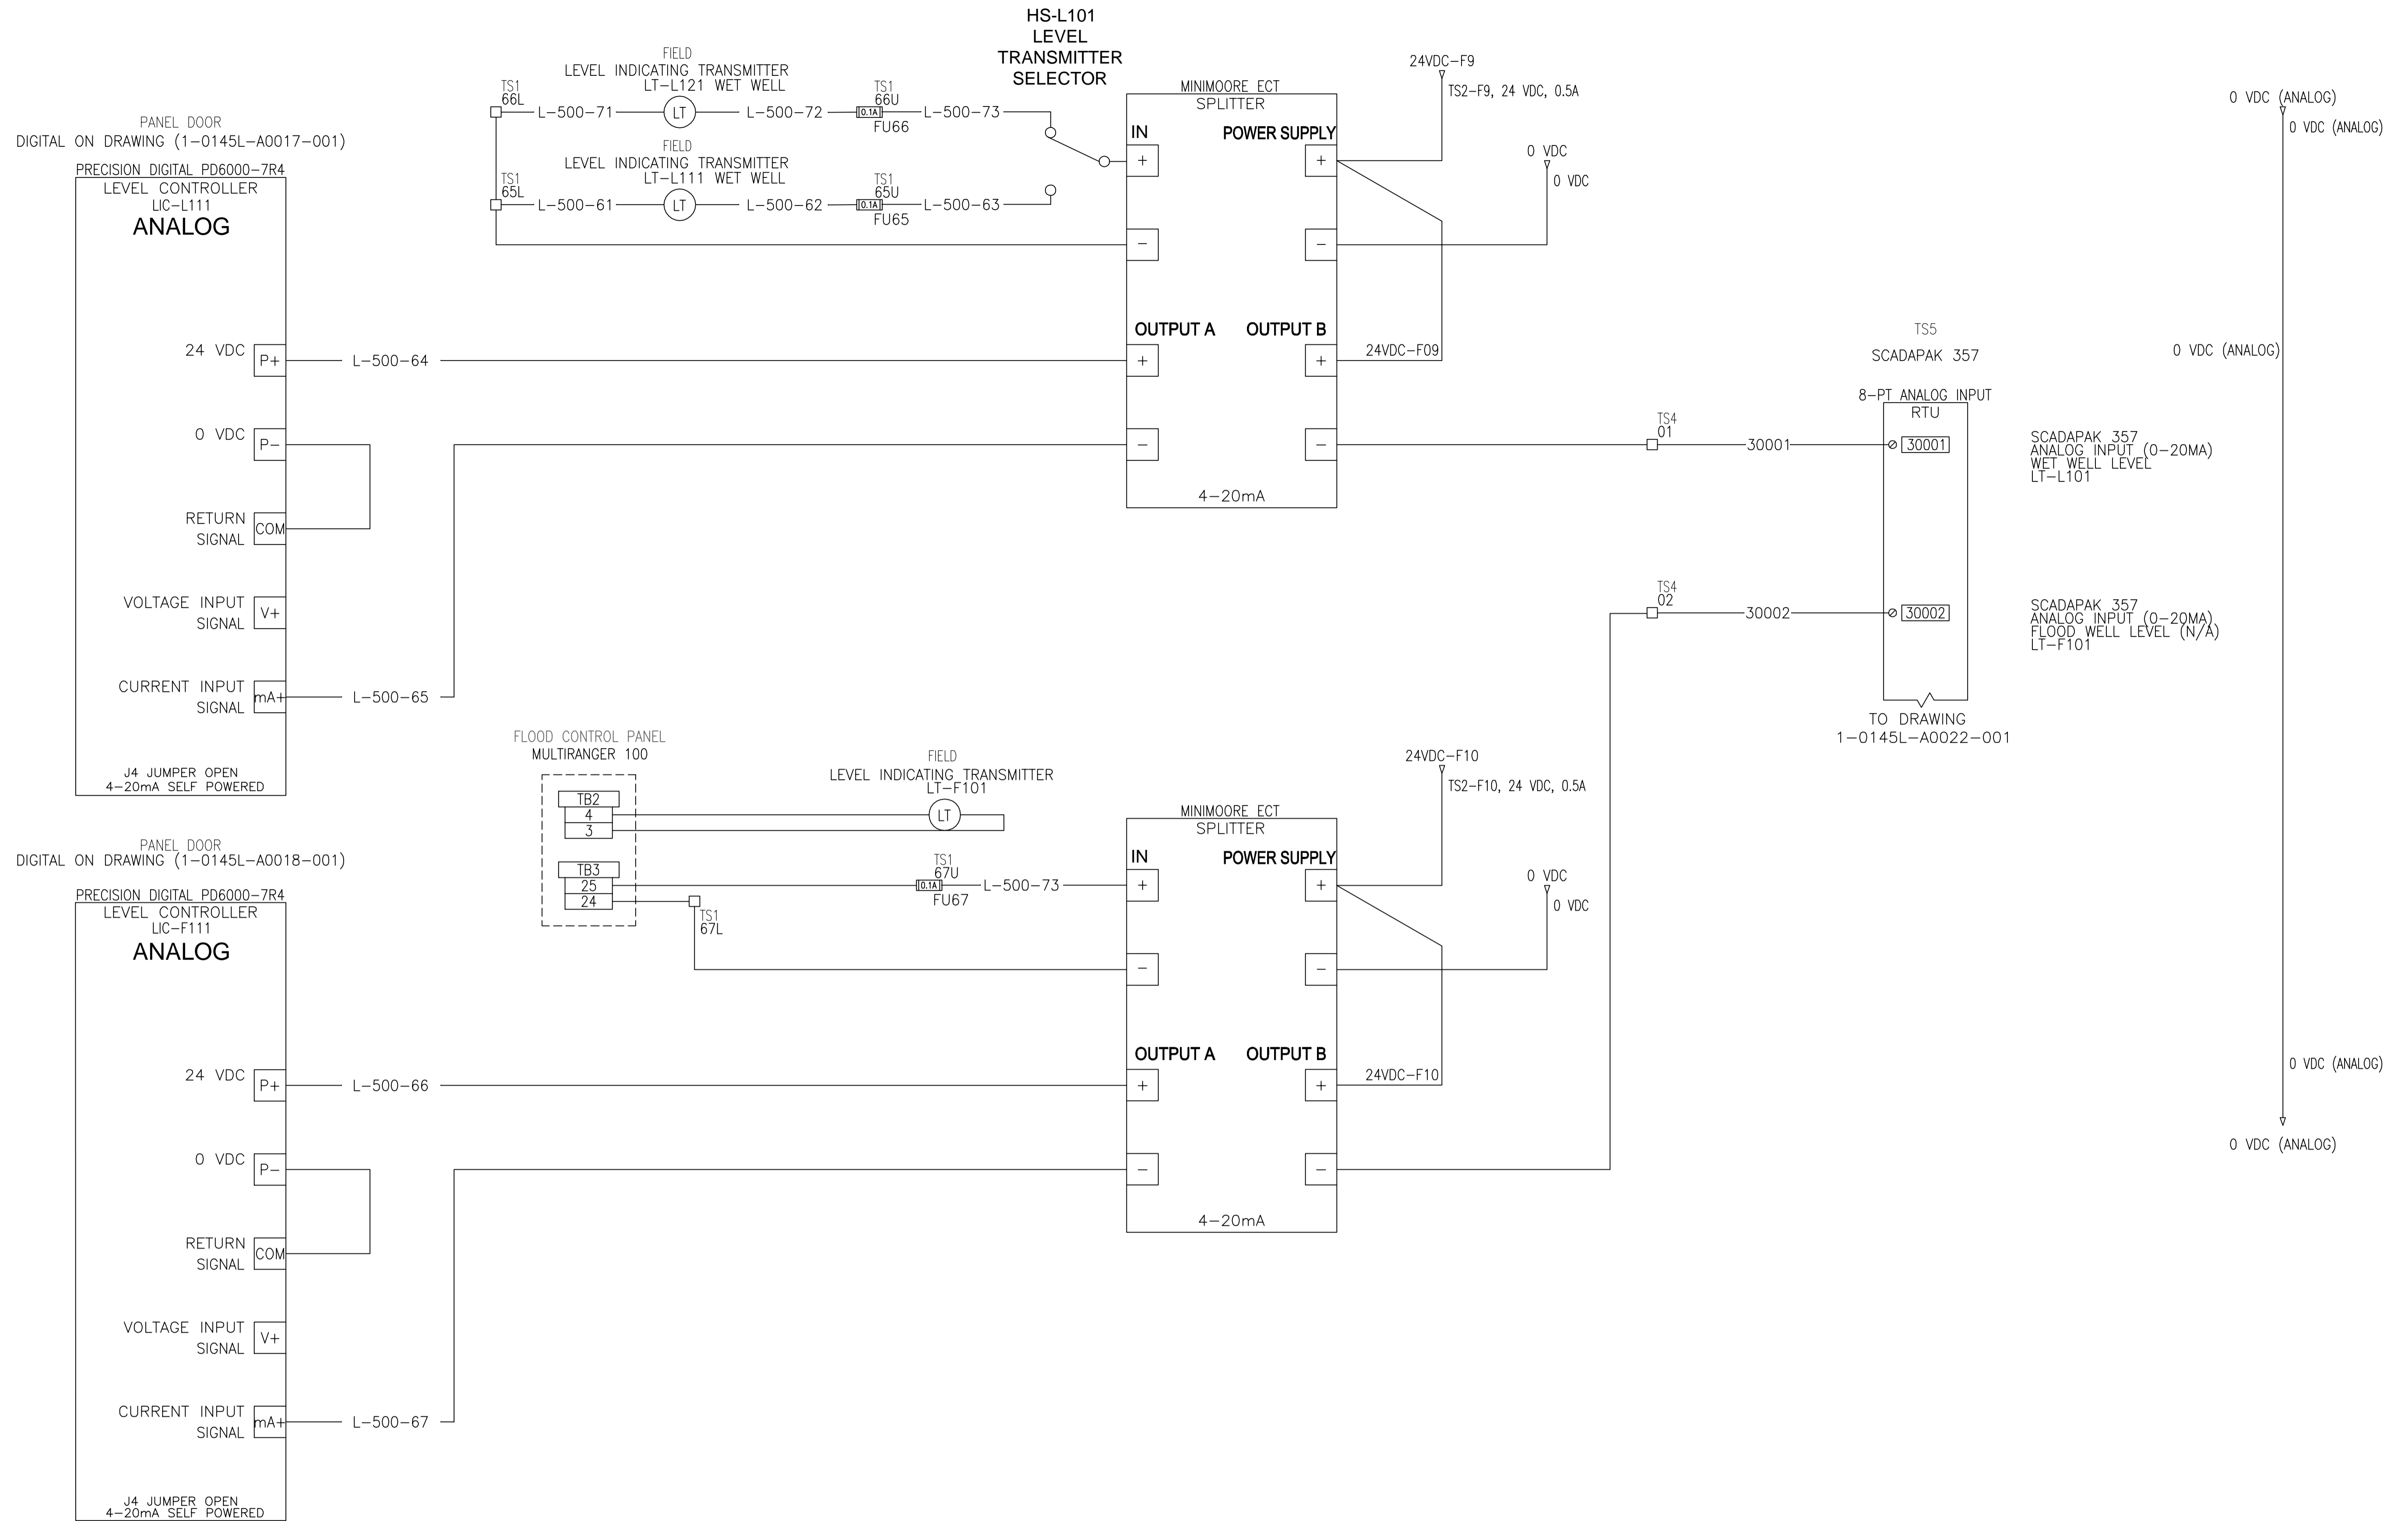 HS-L101
LEVEL
TRANSMITTER
SELECTOR
PANEL DOOR
DIGITAL ON DRAWING (1-0145L-A0017-001)
PRECISION DIGITAL PD6000-7R4
LEVEL CONTROLLER
LIC-L111
ANALOG
24 VDC
P+
L-500-64
0 VDC
P-
RETURN
SIGNAL
COM
VOLTAGE INPUT
SIGNAL
V+
CURRENT INPUT
SIGNAL
mA+
L-500-65
J4 JUMPER OPEN
4-20mA SELF POWERED
FIELD
LEVEL INDICATING TRANSMITTER
LT-L121 WET WELL
TS1
66L
L-500-71
LT
L-500-72
TS1
66U
0.1A
FU66
L-500-73
FIELD
LEVEL INDICATING TRANSMITTER
LT-L111 WET WELL
TS1
65L
L-500-61
LT
L-500-62
TS1
65U
0.1A
FU65
L-500-63
MINIMOORE ECT
SPLITTER
IN
POWER SUPPLY
+
+
-
-
OUTPUT A
OUTPUT B
+
+
-
-
4-20mA
24VDC-F9
TS2-F9, 24 VDC, 0.5A
0 VDC
0 VDC
24VDC-F09
TS4
01
30001
TS4
02
30002
TS5
SCADAPAK 357
8-PT ANALOG INPUT
RTU
30001
30002
TO DRAWING
1-0145L-A0022-001
SCADAPAK 357
ANALOG INPUT (0-20MA)
WET WELL LEVEL
LT-L101
SCADAPAK 357
ANALOG INPUT (0-20MA)
FLOOD WELL LEVEL (N/A)
LT-F101
0 VDC (ANALOG)
0 VDC (ANALOG)
0 VDC (ANALOG)
0 VDC (ANALOG)
0 VDC (ANALOG)
PANEL DOOR
DIGITAL ON DRAWING (1-0145L-A0018-001)
PRECISION DIGITAL PD6000-7R4
LEVEL CONTROLLER
LIC-F111
ANALOG
24 VDC
P+
L-500-66
0 VDC
P-
RETURN
SIGNAL
COM
VOLTAGE INPUT
SIGNAL
V+
CURRENT INPUT
SIGNAL
mA+
L-500-67
J4 JUMPER OPEN
4-20mA SELF POWERED
FLOOD CONTROL PANEL
MULTIRANGER 100
TB2
4
3
TB3
25
24
TS1
67L
FIELD
LEVEL INDICATING TRANSMITTER
LT-F101
LT
TS1
67U
0.1A
FU67
L-500-73
MINIMOORE ECT
SPLITTER
IN
POWER SUPPLY
+
+
-
-
OUTPUT A
OUTPUT B
+
+
-
-
4-20mA
24VDC-F10
TS2-F10, 24 VDC, 0.5A
0 VDC
0 VDC
24VDC-F10